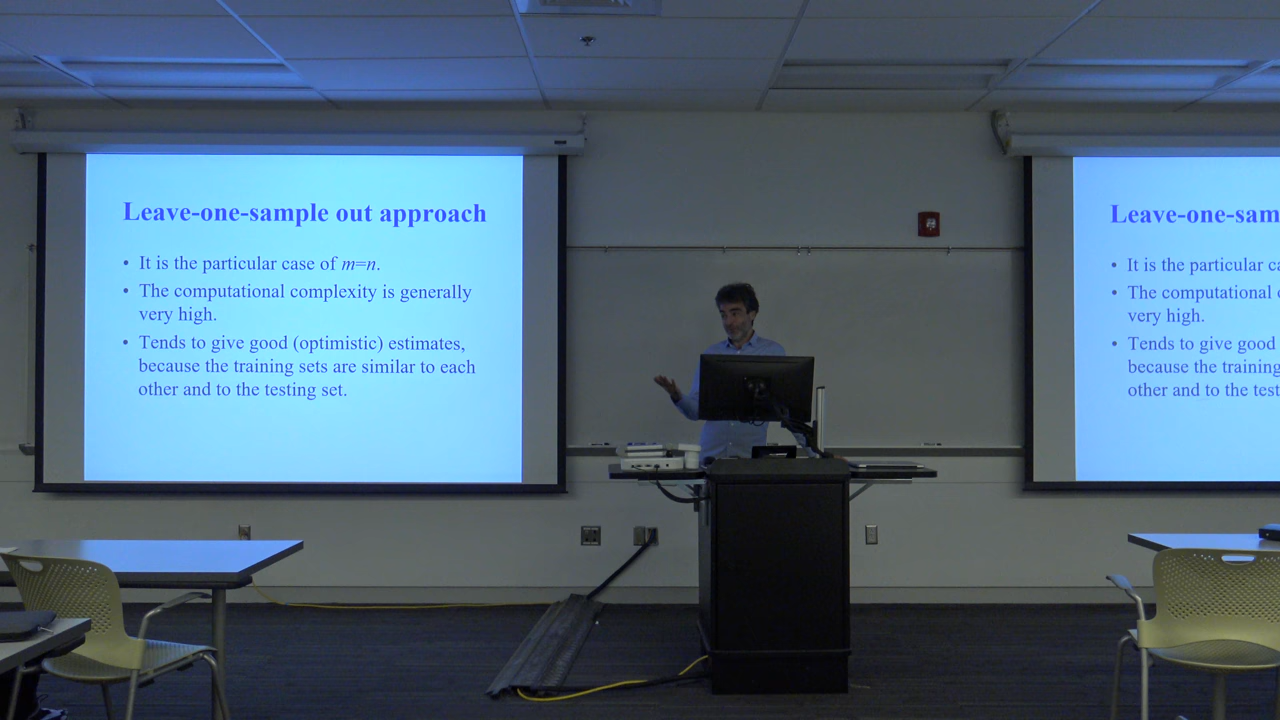 Leave-one-sample out approach
• It is the particular case of m=n.
• The computational complexity is generally
very high.
• Tends to give good (optimistic) estimates,
because the training sets are similar to each
other and to the testing set.
Leave-one-sam
• It is the particular ca
• The computational
very high.
• Tends to give good
because the training
other and to the test